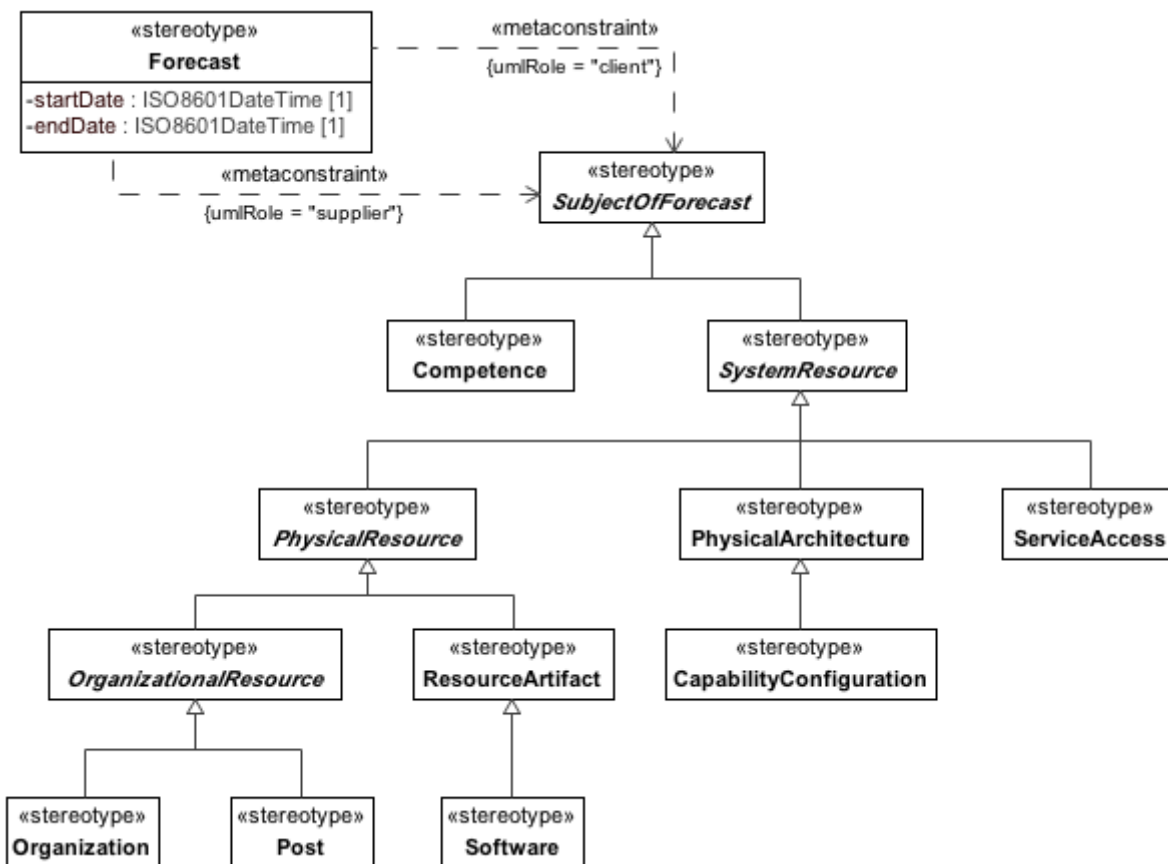 «stereotype»
Forecast
-startDate : ISO8601DateTime [1]
-endDate : ISO8601DateTime [1]
«metaconstraint»
{umlRole = "client"}
«metaconstraint»
{umlRole = "supplier"}
«stereotype»
SubjectOfForecast
«stereotype»
Competence
«stereotype»
SystemResource
«stereotype»
PhysicalResource
«stereotype»
PhysicalArchitecture
«stereotype»
ServiceAccess
«stereotype»
OrganizationalResource
«stereotype»
ResourceArtifact
«stereotype»
CapabilityConfiguration
«stereotype»
Organization
«stereotype»
Post
«stereotype»
Software